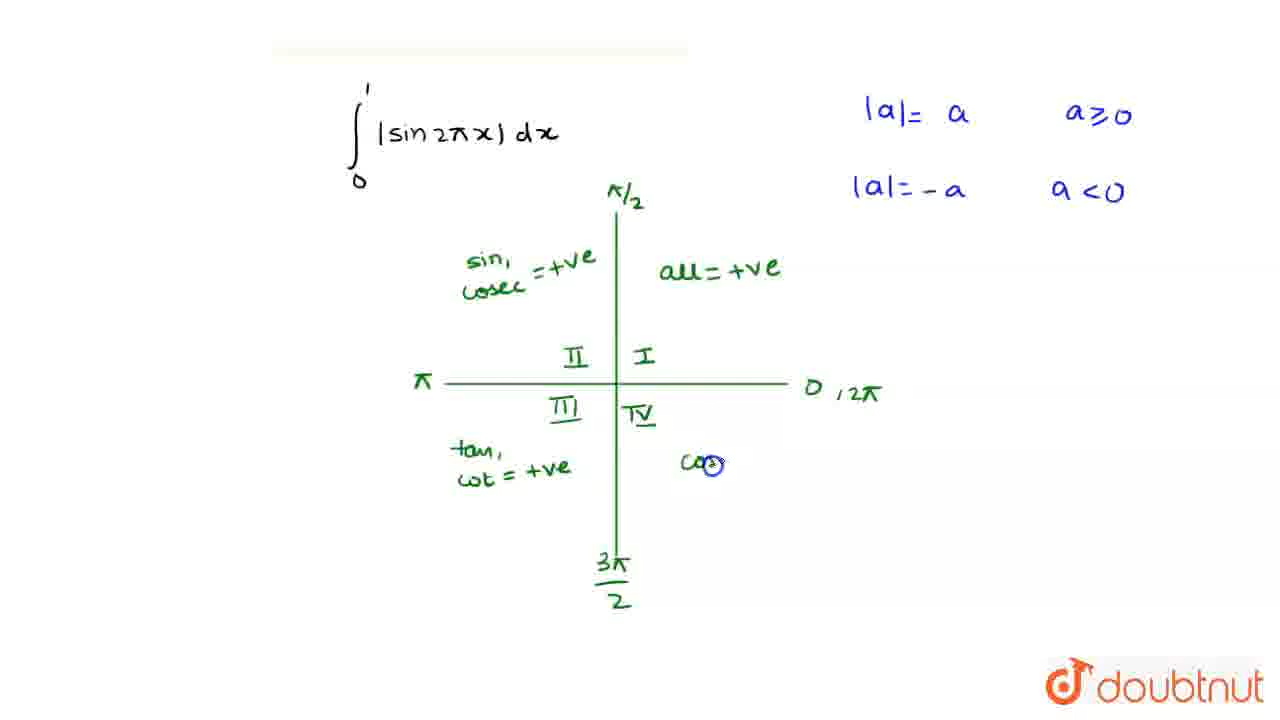 ∫₀¹ |sin 2πx| dx
|a| = a   a ≥ 0
|a| = -a   a < 0
π/2
sin, cosec = +ve
all = +ve
II
I
π
0, 2π
III
IV
tan, cot = +ve
cos
3π/2
doubtnut